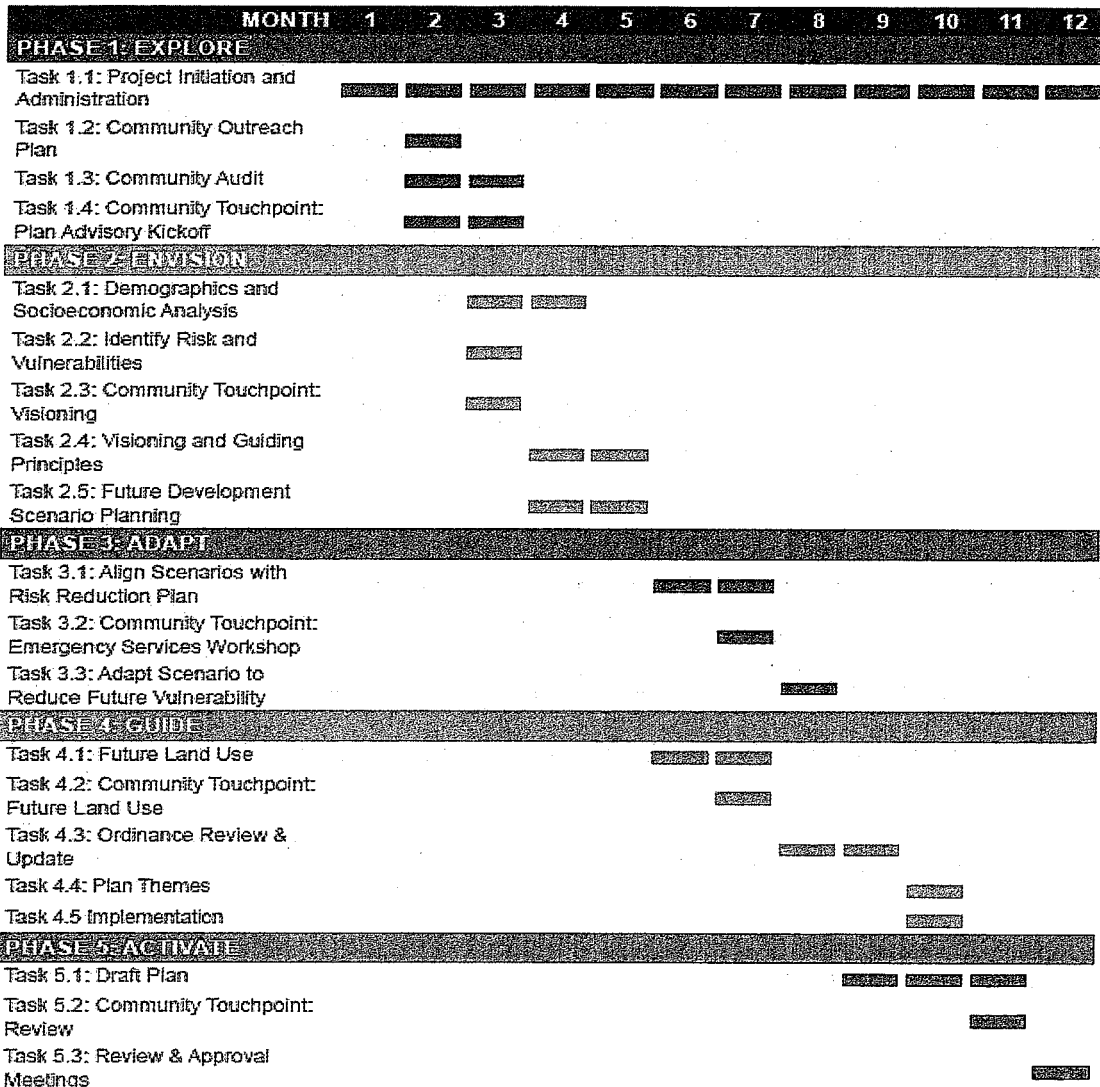 MONTH 1 2 3 4 5 6 7 8 9 10 11 12
PHASE 1: EXPLORE
Task 1.1: Project Initiation and
Administration
Task 1.2: Community Outreach
Plan
Task 1.3: Community Audit
Task 1.4: Community Touchpoint:
Plan Advisory Kickoff
PHASE 2: ENVISION
Task 2.1: Demographics and
Socioeconomic Analysis
Task 2.2: Identify Risk and
Vulnerabilities
Task 2.3: Community Touchpoint:
Visioning
Task 2.4: Visioning and Guiding
Principles
Task 2.5: Future Development
Scenario Planning
PHASE 3: ADAPT
Task 3.1: Align Scenarios with
Risk Reduction Plan
Task 3.2: Community Touchpoint:
Emergency Services Workshop
Task 3.3: Adapt Scenario to
Reduce Future Vulnerability
PHASE 4: GUIDE
Task 4.1: Future Land Use
Task 4.2: Community Touchpoint:
Future Land Use
Task 4.3: Ordinance Review &
Update
Task 4.4: Plan Themes
Task 4.5 Implementation
PHASE 5: ACTIVATE
Task 5.1: Draft Plan
Task 5.2: Community Touchpoint:
Review
Task 5.3: Review & Approval
Meetings